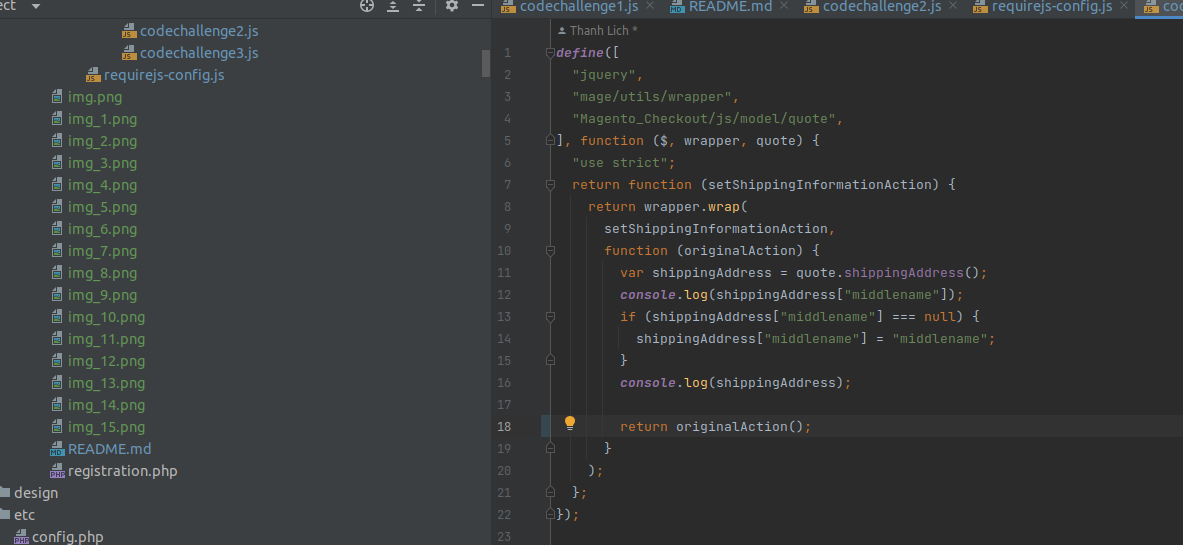 ect
codechallenge2.js
codechallenge3.js
requirejs-config.js
img.png
img_1.png
img_2.png
img_3.png
img_4.png
img_5.png
img_6.png
img_7.png
img_8.png
img_9.png
img_10.png
img_11.png
img_12.png
img_13.png
img_14.png
img_15.png
README.md
registration.php
design
etc
config.php
codechallenge1.js README.md codechallenge2.js requirejs-config.js cod
Thanh Lich *
1 define([
2 "jquery",
3 "mage/utils/wrapper",
4 "Magento_Checkout/js/model/quote",
5 ], function ($, wrapper, quote) {
6 "use strict";
7 return function (setShippingInformationAction) {
8 return wrapper.wrap(
9 setShippingInformationAction,
10 function (originalAction) {
11 var shippingAddress = quote.shippingAddress();
12 console.log(shippingAddress["middlename"]);
13 if (shippingAddress["middlename"] === null) {
14 shippingAddress["middlename"] = "middlename";
15 }
16 console.log(shippingAddress);
17
18 return originalAction();
19 }
20 );
21 };
22 });
23